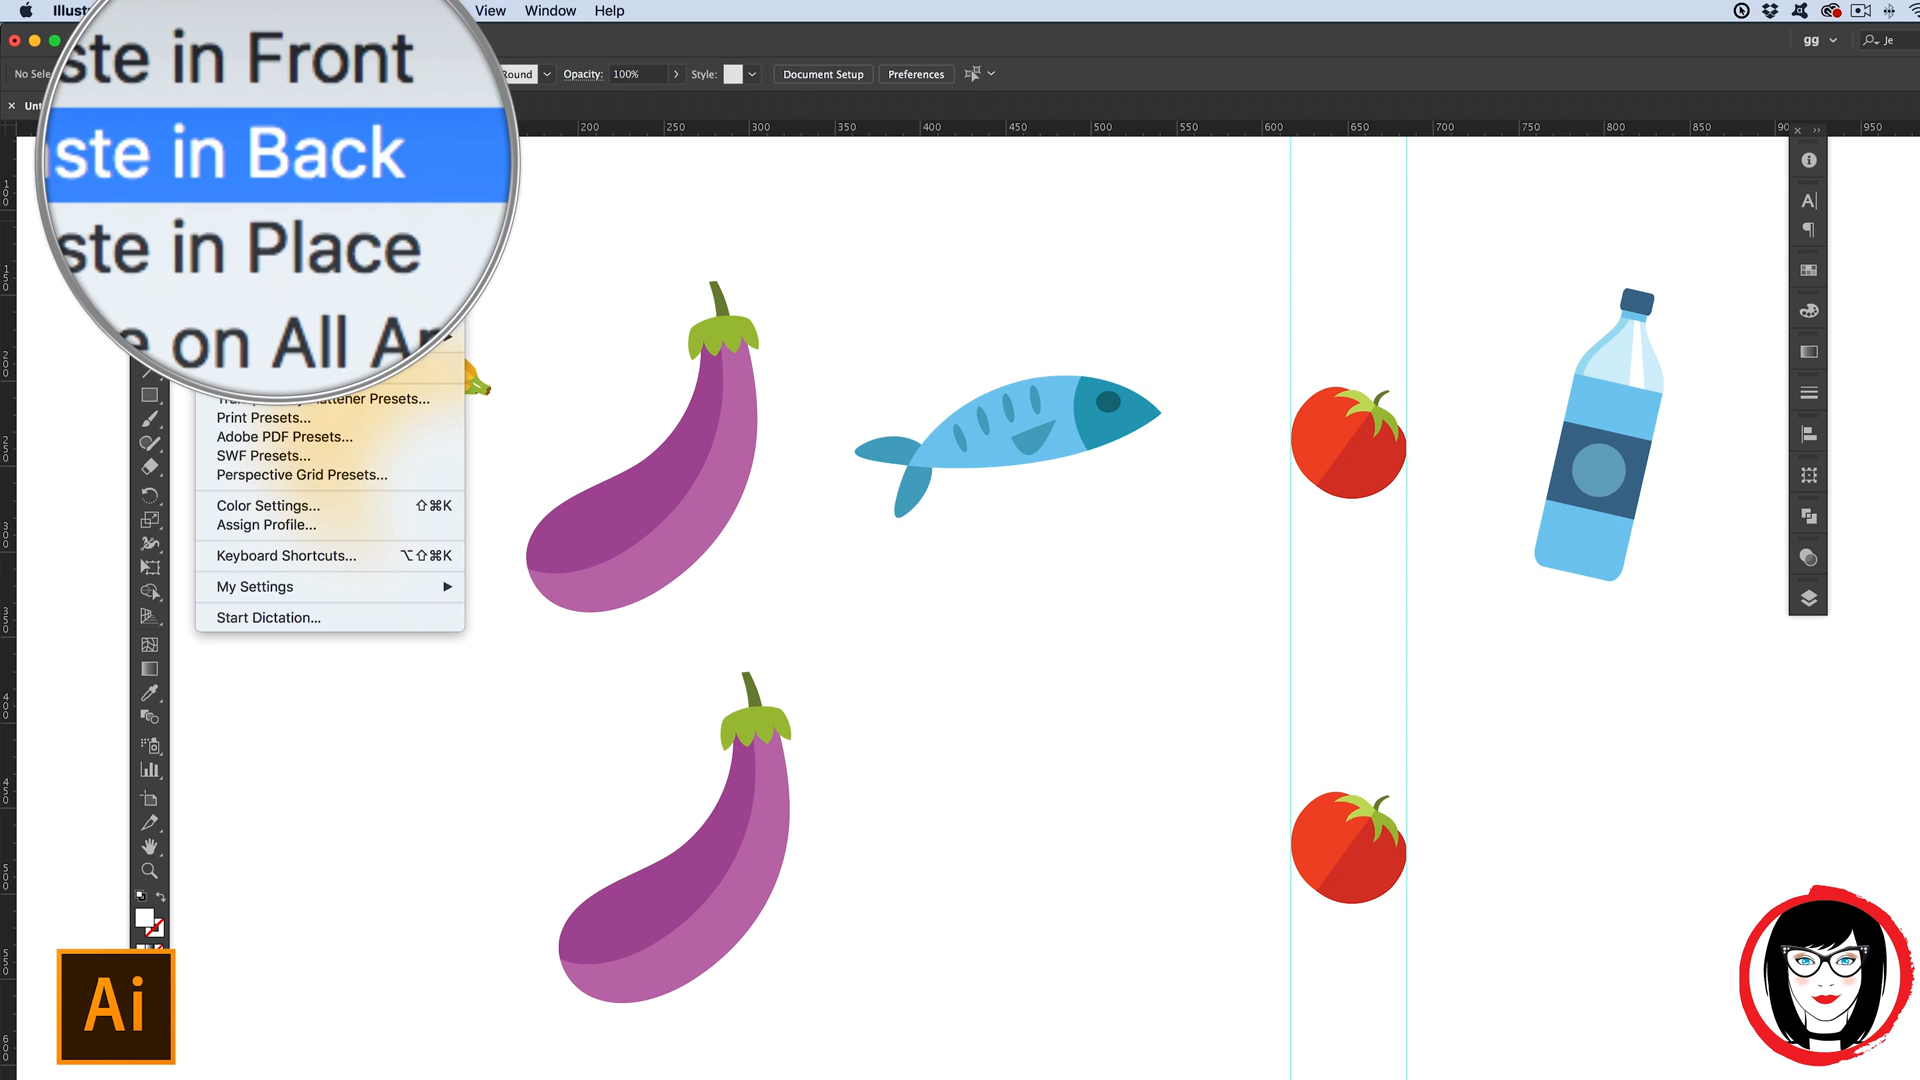 View Window Help
gg
Je
No Sele
Round
Opacity: 100%
Style:
Document Setup
Preferences
200 250 300 350 400 450 500 550 600 650 700 750 800 850 950
ste in Front
ste in Back
ste in Place
e on All Ar
Flattener Presets...
Print Presets...
Adobe PDF Presets...
SWF Presets...
Perspective Grid Presets...
Color Settings... ⇧⌘K
Assign Profile...
Keyboard Shortcuts... ⌥⇧⌘K
My Settings
Start Dictation...
Ai